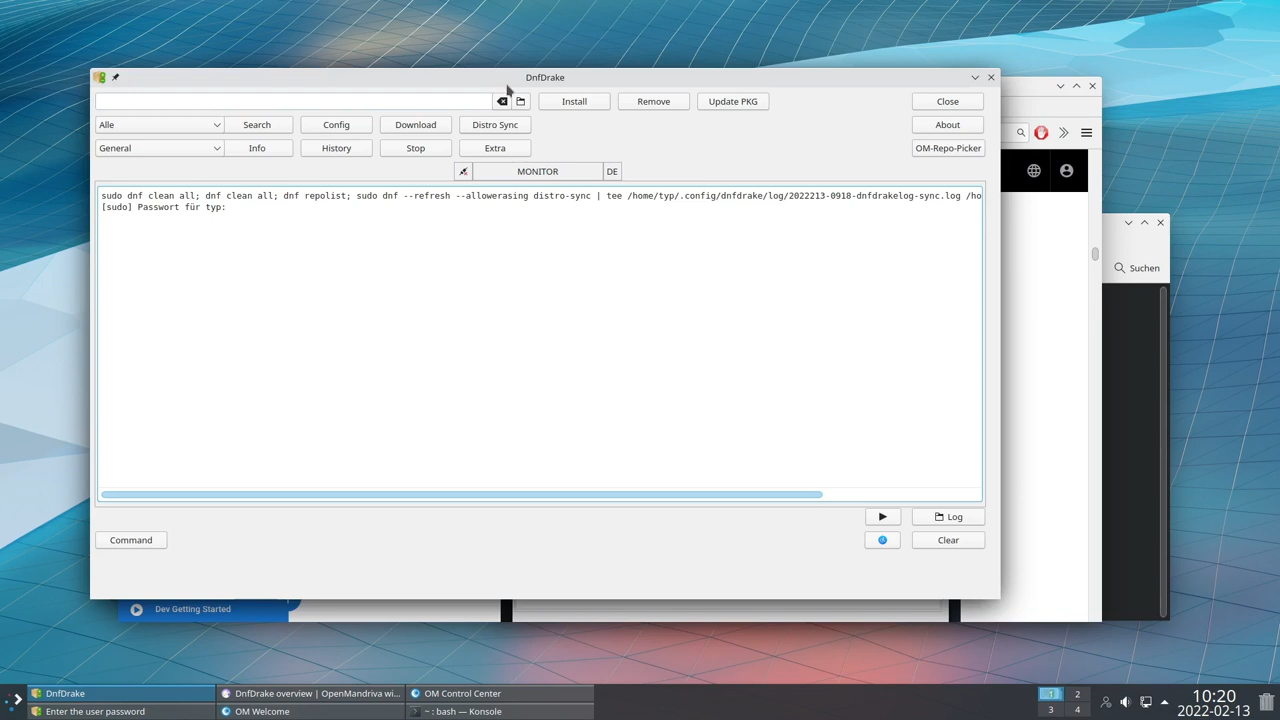 DnfDrake
Install
Remove
Update PKG
Close
Alle
Search
Config
Download
Distro Sync
About
General
Info
History
Stop
Extra
OM-Repo-Picker
MONITOR
DE
sudo dnf clean all; dnf clean all; dnf repolist; sudo dnf --refresh --allowerasing distro-sync | tee /home/typ/.config/dnfdrake/log/2022213-0918-dnfdrakelog-sync.log /ho
[sudo] Passwort für typ:
Suchen
Log
Command
Clear
Dev Getting Started
DnfDrake
DnfDrake overview | OpenMandriva wi...
OM Control Center
Enter the user password
OM Welcome
~ : bash — Konsole
1
2
3
4
10:20
2022-02-13